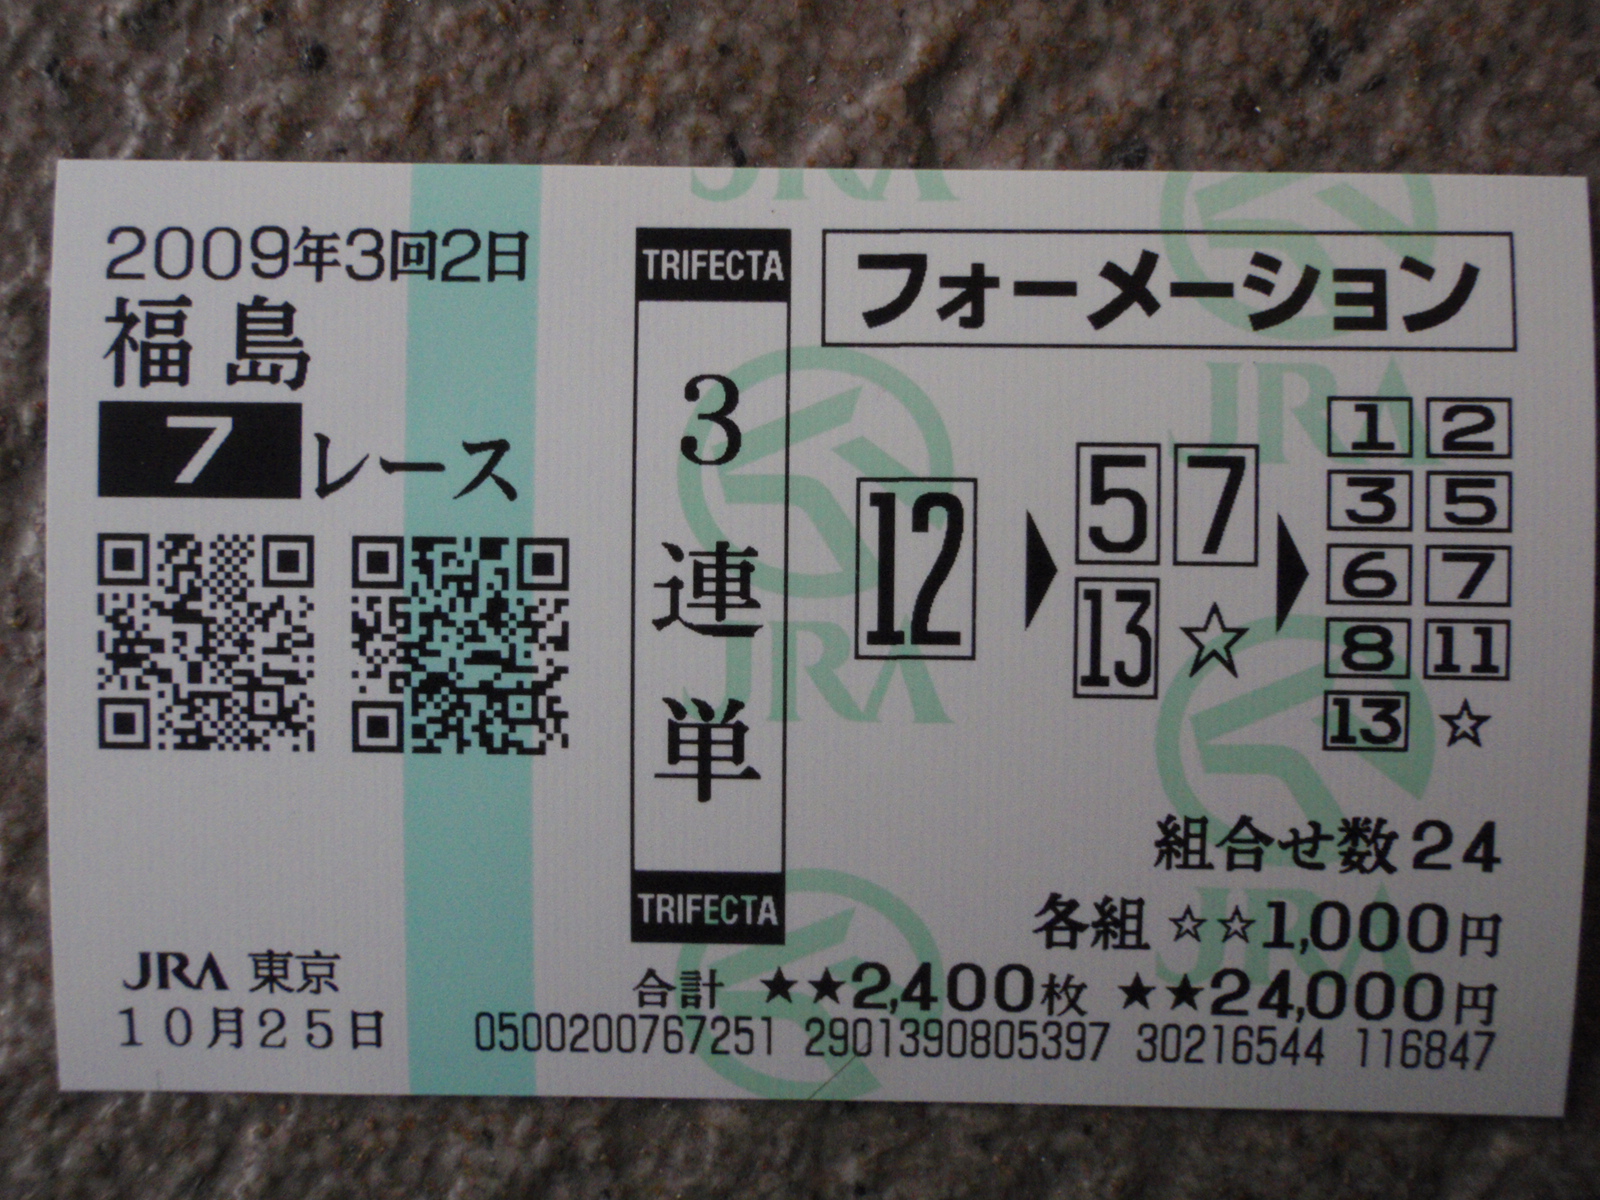 2009年3回2日
福島
7レース
JRA 東京
10月25日
TRIFECTA
3連単
TRIFECTA
フォーメーション
12 ▶ 5 7 13 ☆ ▶ 1 2 3 5 6 7 8 11 13 ☆
組合せ数24
各組 ☆☆1,000円
合計 ★★2,400枚 ★★24,000円
0500200767251 2901390805397 30216544 116847
JRA
JRA
JRA
JRA